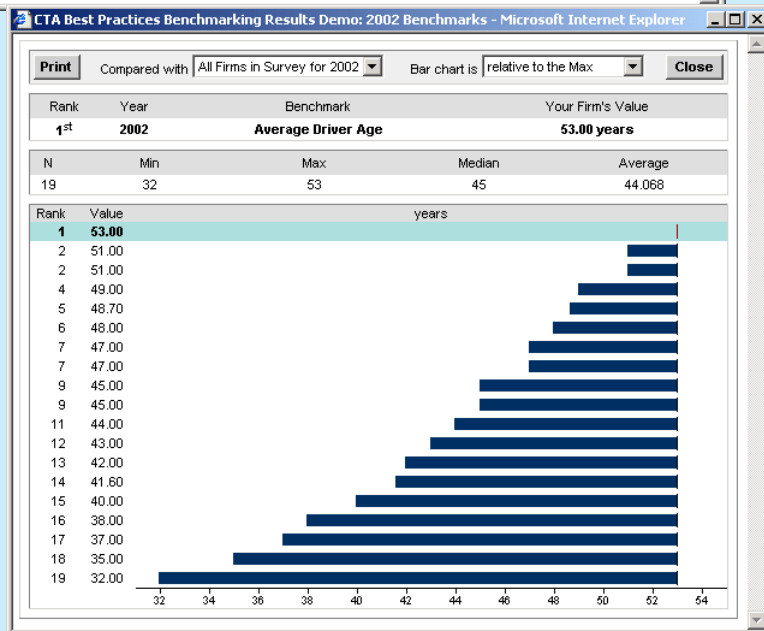 CTA Best Practices Benchmarking Results Demo: 2002 Benchmarks - Microsoft Internet Explorer
Print Compared with All Firms in Survey for 2002 Bar chart is relative to the Max Close
Rank Year Benchmark Your Firm's Value
1st 2002 Average Driver Age 53.00 years
N Min Max Median Average
19 32 53 45 44.068
Rank Value years
1 53.00
2 51.00
2 51.00
4 49.00
5 48.70
6 48.00
7 47.00
7 47.00
9 45.00
9 45.00
11 44.00
12 43.00
13 42.00
14 41.60
15 40.00
16 38.00
17 37.00
18 35.00
19 32.00
32 34 36 38 40 42 44 46 48 50 52 54